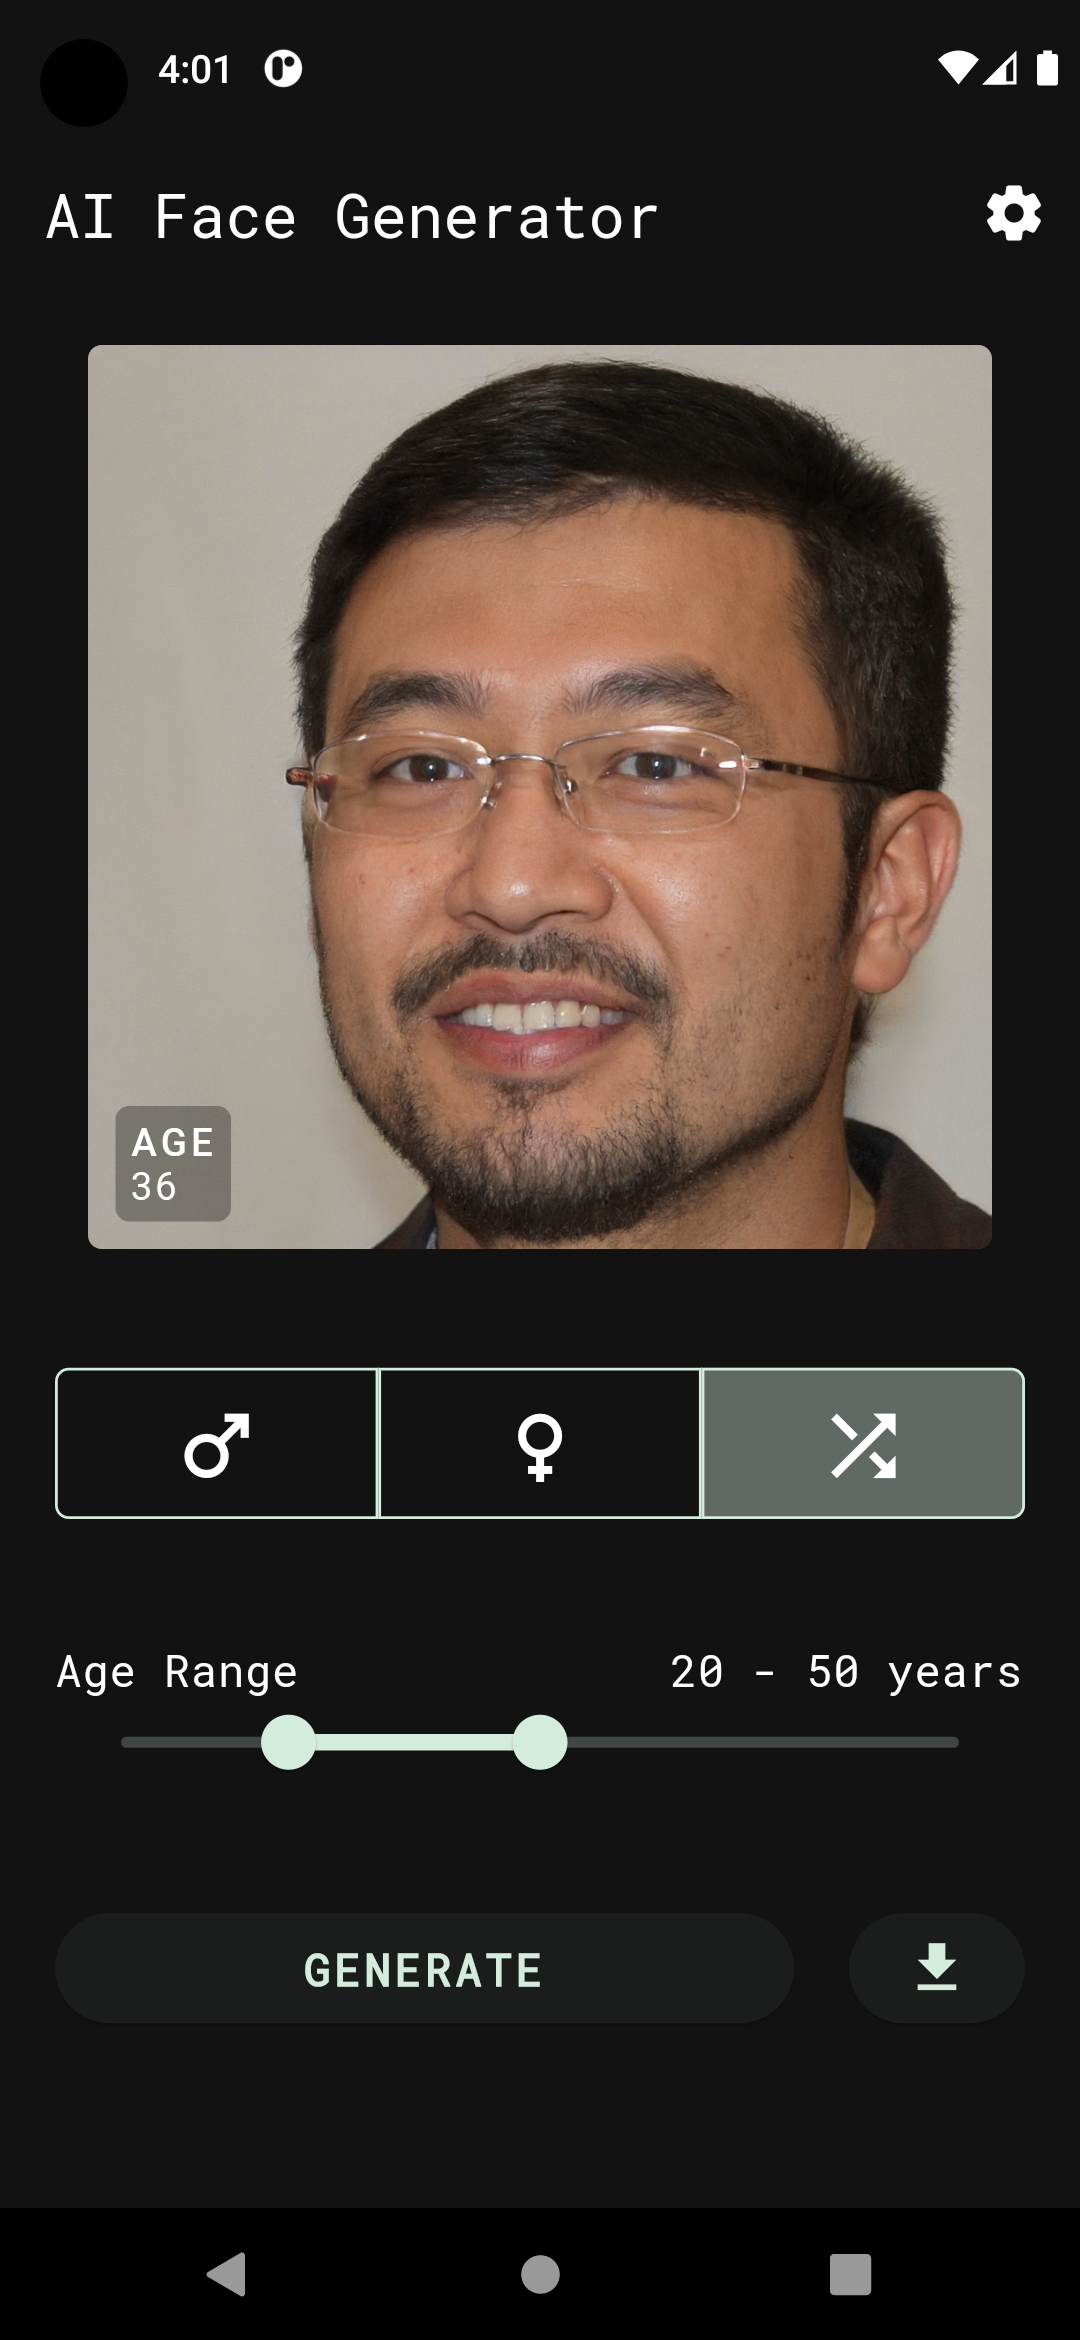 4:01
AI Face Generator
AGE
36
Age Range
20 - 50 years
GENERATE